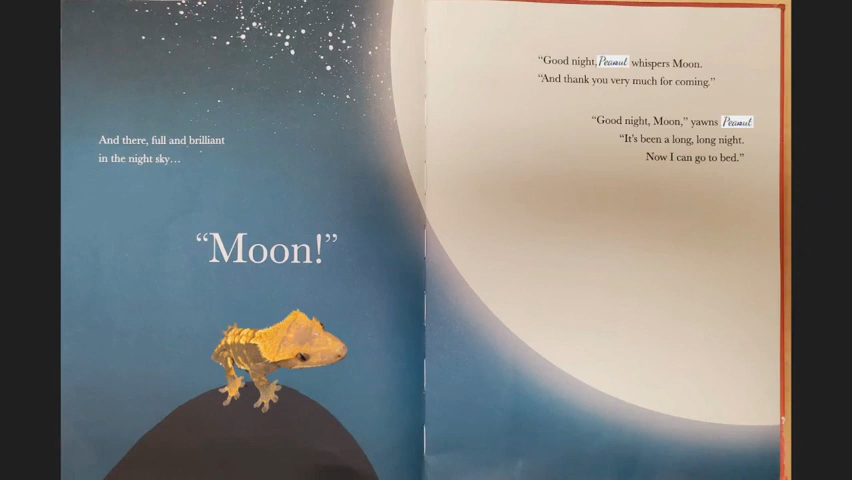 And there, full and brilliant
in the night sky…
“Moon!”
“Good night, Peanut whispers Moon.
“And thank you very much for coming.”
“Good night, Moon,” yawns Peanut
“It’s been a long, long night.
Now I can go to bed.”